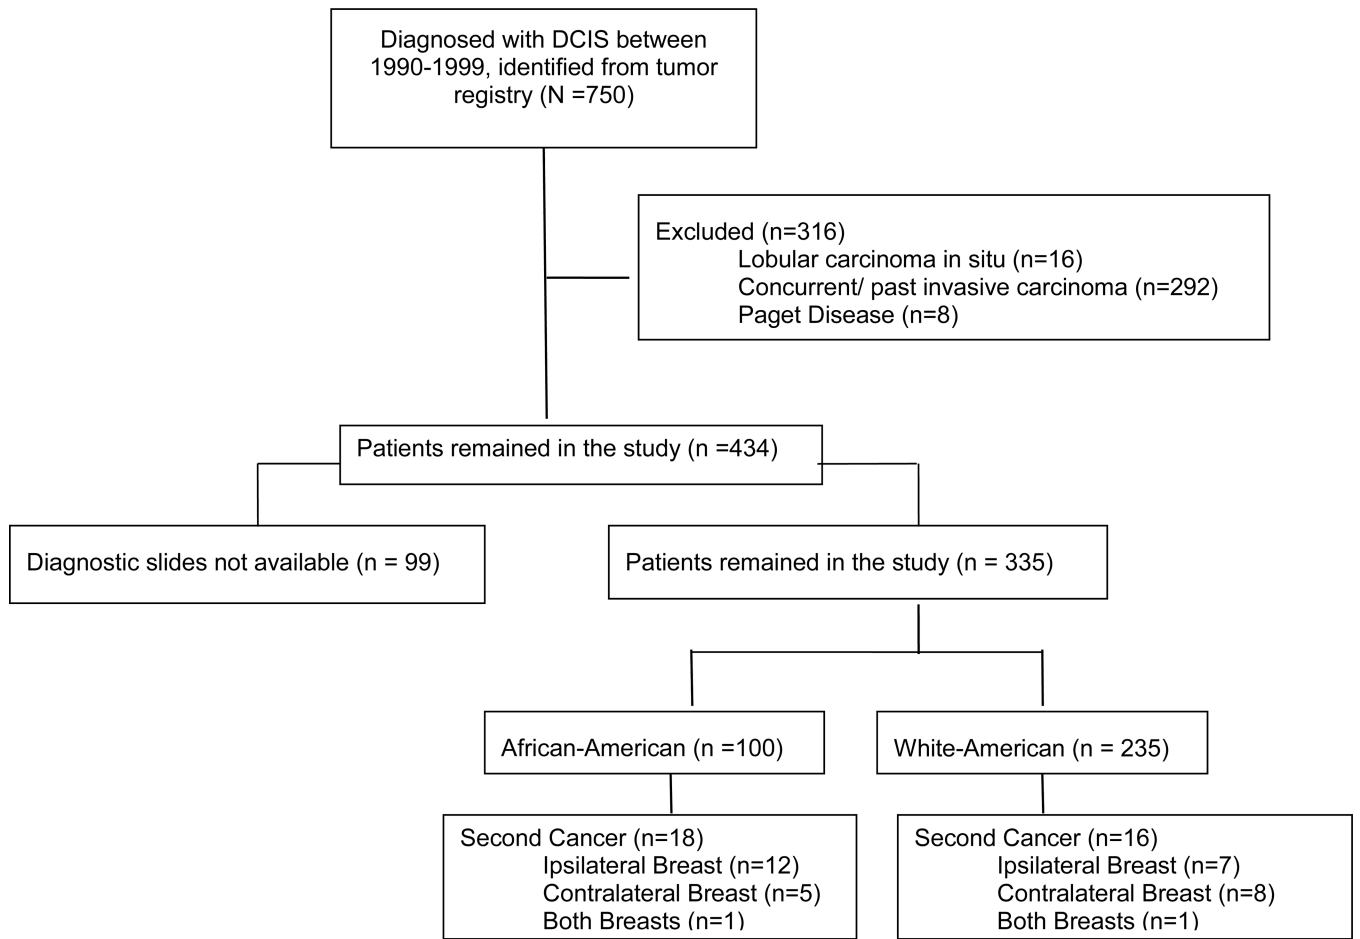 Diagnosed with DCIS between
1990-1999, identified from tumor
registry (N =750)
Excluded (n=316)
Lobular carcinoma in situ (n=16)
Concurrent/ past invasive carcinoma (n=292)
Paget Disease (n=8)
Patients remained in the study (n =434)
Diagnostic slides not available (n = 99)
Patients remained in the study (n = 335)
African-American (n =100)
White-American (n = 235)
Second Cancer (n=18)
Ipsilateral Breast (n=12)
Contralateral Breast (n=5)
Both Breasts (n=1)
Second Cancer (n=16)
Ipsilateral Breast (n=7)
Contralateral Breast (n=8)
Both Breasts (n=1)